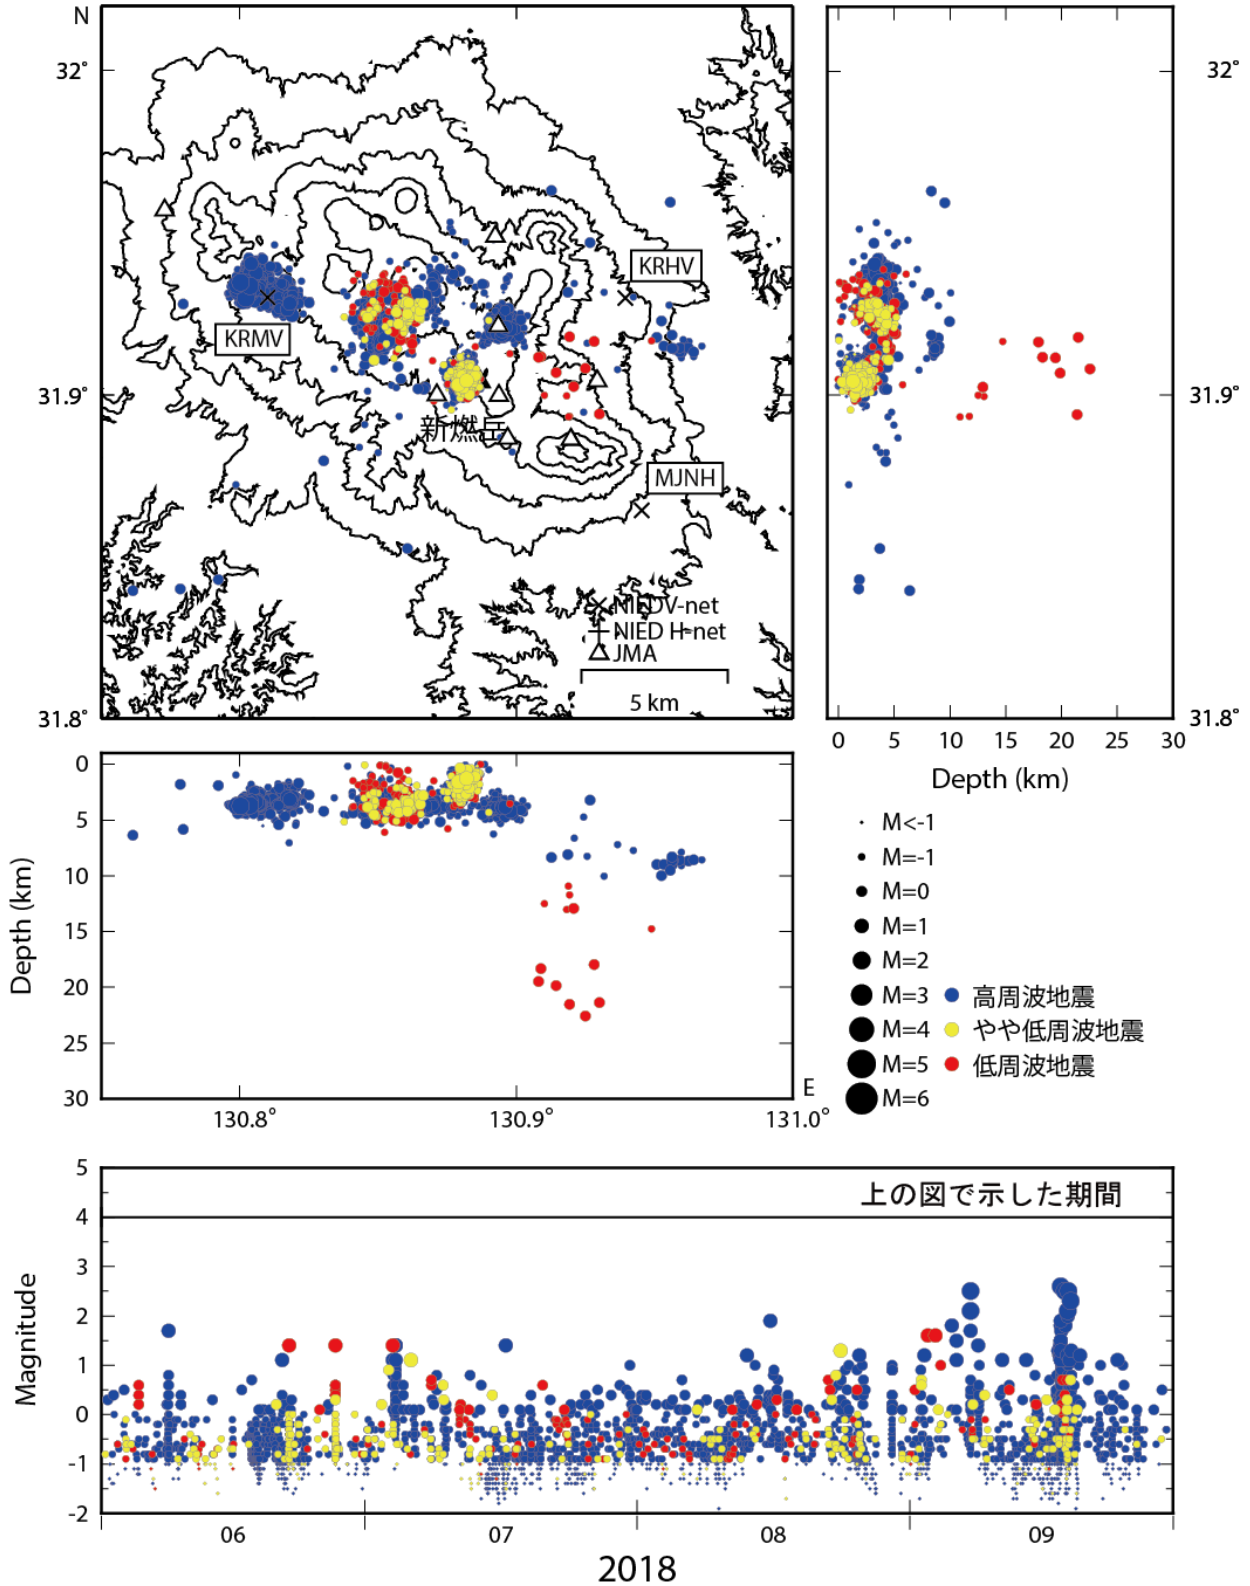 N
32°
31.9°
31.8°
KRMV
KRHV
MJNH
新燃岳
NIEDV-net
NIED H-net
JMA
5 km
32°
31.9°
31.8°
0 5 10 15 20 25 30
Depth (km)
0
5
10
15
20
25
30
Depth (km)
E
130.8° 130.9° 131.0°
M<-1
M=-1
M=0
M=1
M=2
M=3
M=4
M=5
M=6
高周波地震
やや低周波地震
低周波地震
5
4
3
2
1
0
-1
-2
Magnitude
上の図で示した期間
06 07 08 09
2018